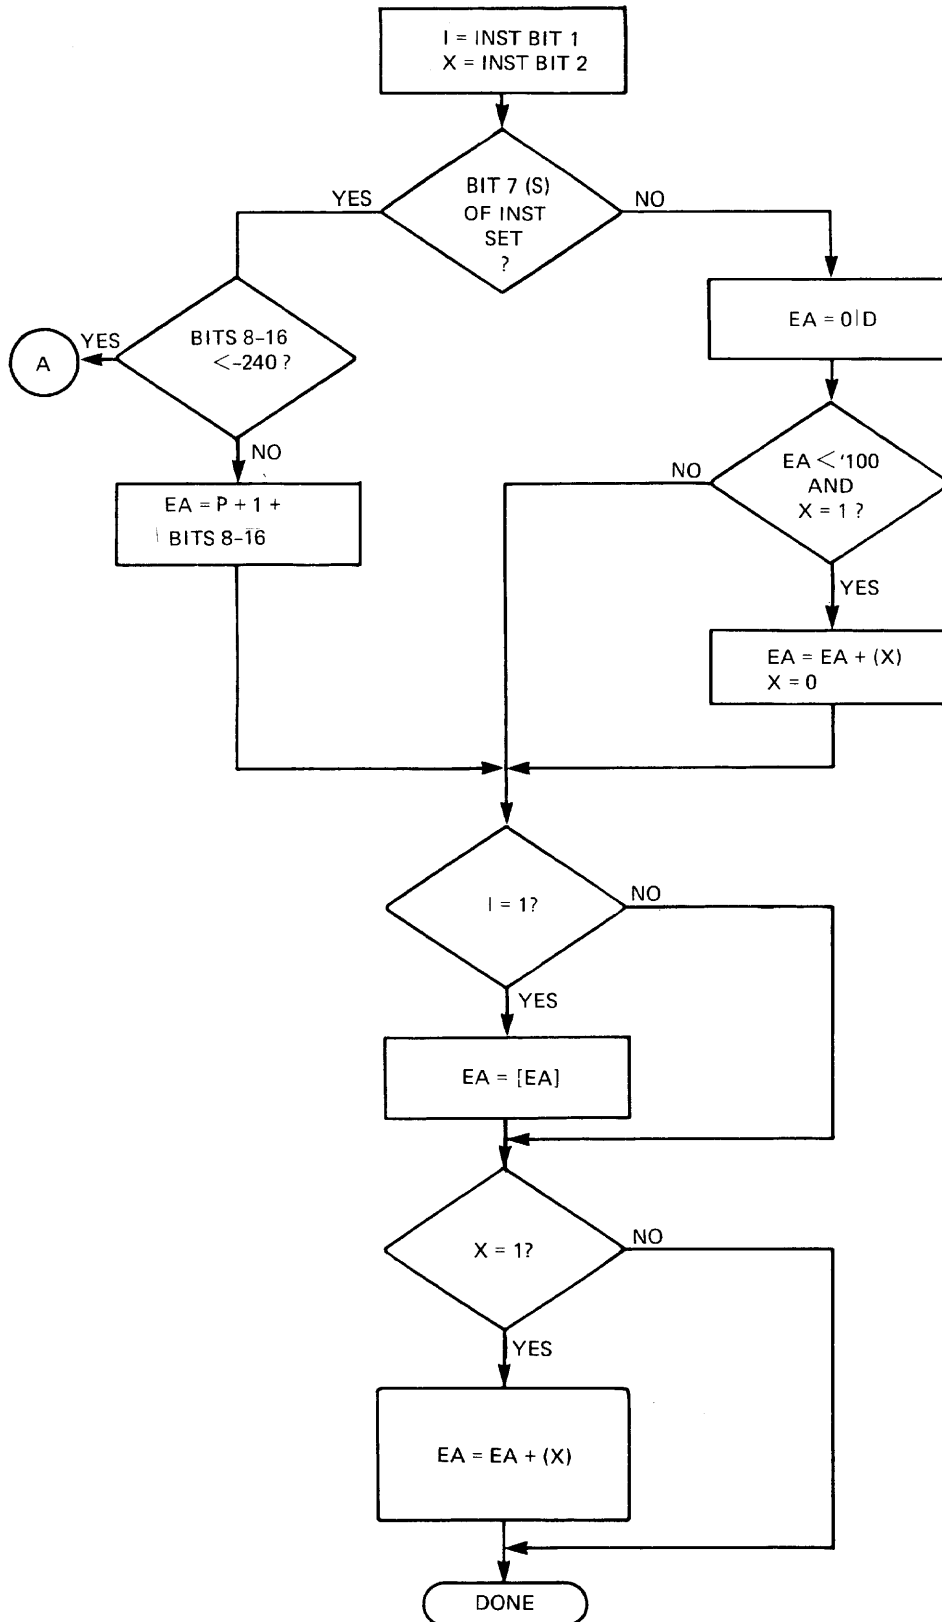 I = INST BIT 1
X = INST BIT 2
BIT 7 (S)
OF INST
SET
?
YES
NO
BITS 8-16
<-240 ?
YES
A
NO
EA = P + 1 +
BITS 8-16
EA = 0|D
EA < '100
AND
X = 1 ?
NO
YES
EA = EA + (X)
X = 0
I = 1?
NO
YES
EA = [EA]
X = 1?
NO
YES
EA = EA + (X)
DONE